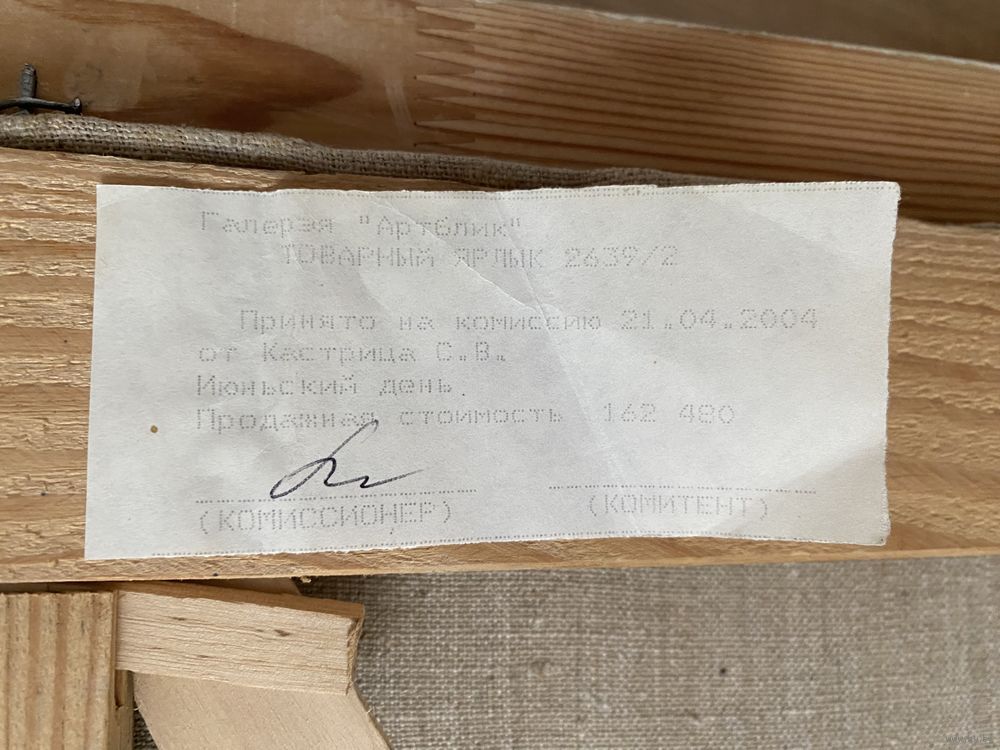 Галерэя "Артблик"
ТОВАРНЫЙ ЯРЛЫК 2639/2
Принято на комиссию 21.04.2004
от Кастрица С.В.
Июньский день.
Продажная стоимость 162 480
(КОМИССИОНЕР) (КОМИТЕНТ)